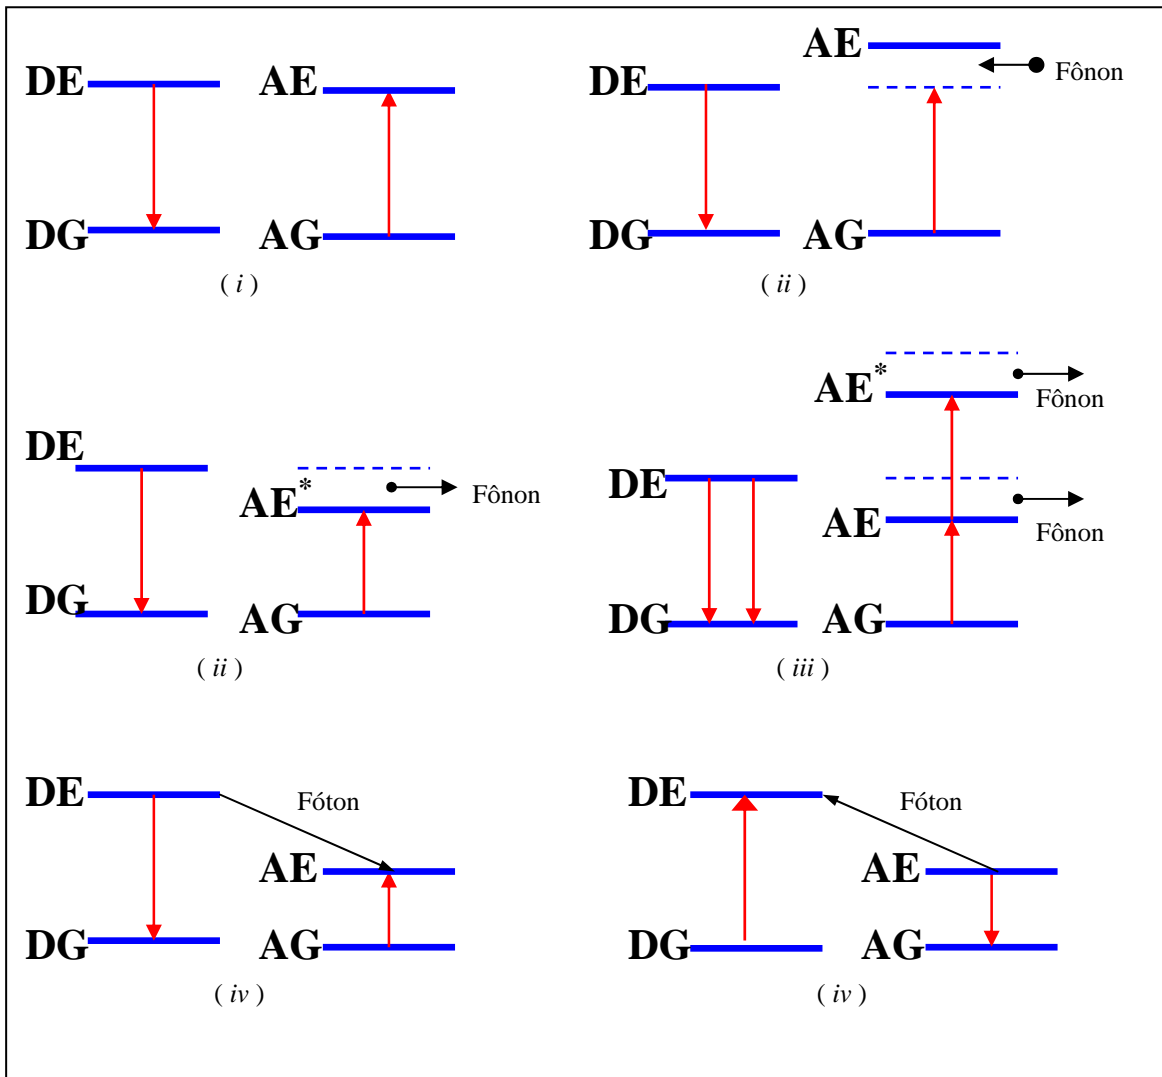 DE
AE
DG
AG
( i )
AE
DE
Fônon
DG
AG
( ii )
DE
AE*
Fônon
DG
AG
( ii )
AE*
Fônon
DE
AE
Fônon
DG
AG
( iii )
DE
Fóton
AE
DG
AG
( iv )
DE
Fóton
AE
DG
AG
( iv )